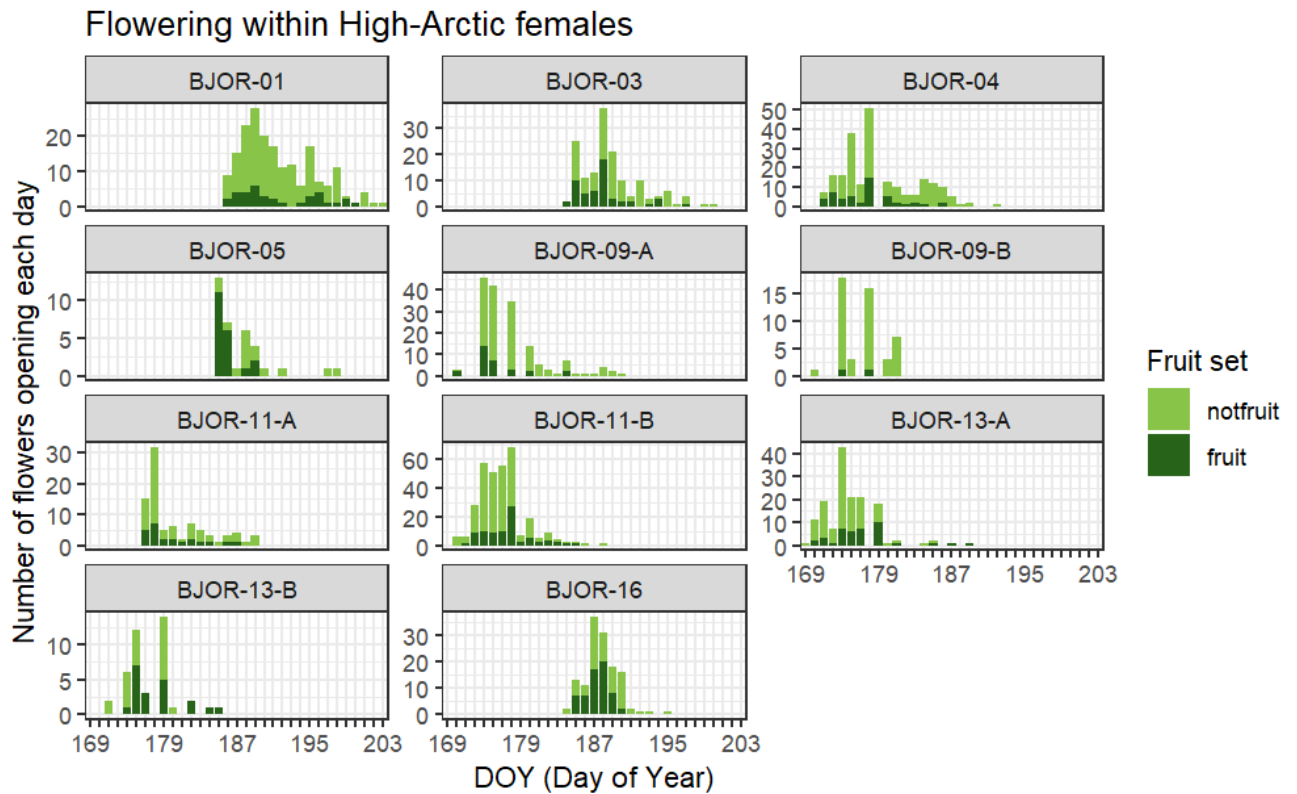 Flowering within High-Arctic females
Number of flowers opening each day
BJOR-01
20
10
0
BJOR-03
30
20
10
0
BJOR-04
50
40
30
20
10
0
BJOR-05
10
5
0
BJOR-09-A
40
30
20
10
0
BJOR-09-B
15
10
5
0
BJOR-11-A
30
20
10
0
BJOR-11-B
60
40
20
0
BJOR-13-A
40
30
20
10
0
169 179 187 195 203
BJOR-13-B
10
5
0
169 179 187 195 203
BJOR-16
30
20
10
0
169 179 187 195 203
DOY (Day of Year)
Fruit set
notfruit
fruit